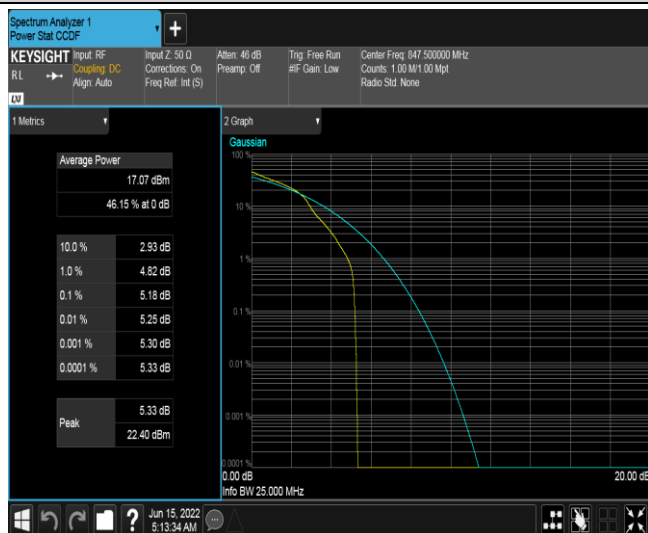 Spectrum Analyzer 1
Power Stat CCDF
KEYSIGHT
RL
LXI
Input: RF
Coupling: DC
Align: Auto
Input Z: 50 Ω
Corrections: On
Freq Ref: Int (S)
Atten: 46 dB
Preamp: Off
Trig: Free Run
#IF Gain: Low
Center Freq: 847.500000 MHz
Counts: 1.00 M/1.00 Mpt
Radio Std: None
1 Metrics
Average Power
17.07 dBm
46.15 % at 0 dB
10.0 % 2.93 dB
1.0 % 4.82 dB
0.1 % 5.18 dB
0.01 % 5.25 dB
0.001 % 5.30 dB
0.0001 % 5.33 dB
Peak 5.33 dB
22.40 dBm
2 Graph
Gaussian
100 %
10 %
1 %
0.1 %
0.01 %
0.001 %
0.0001 %
0.00 dB 20.00 dB
Info BW 25.000 MHz
?
Jun 15, 2022
5:13:34 AM